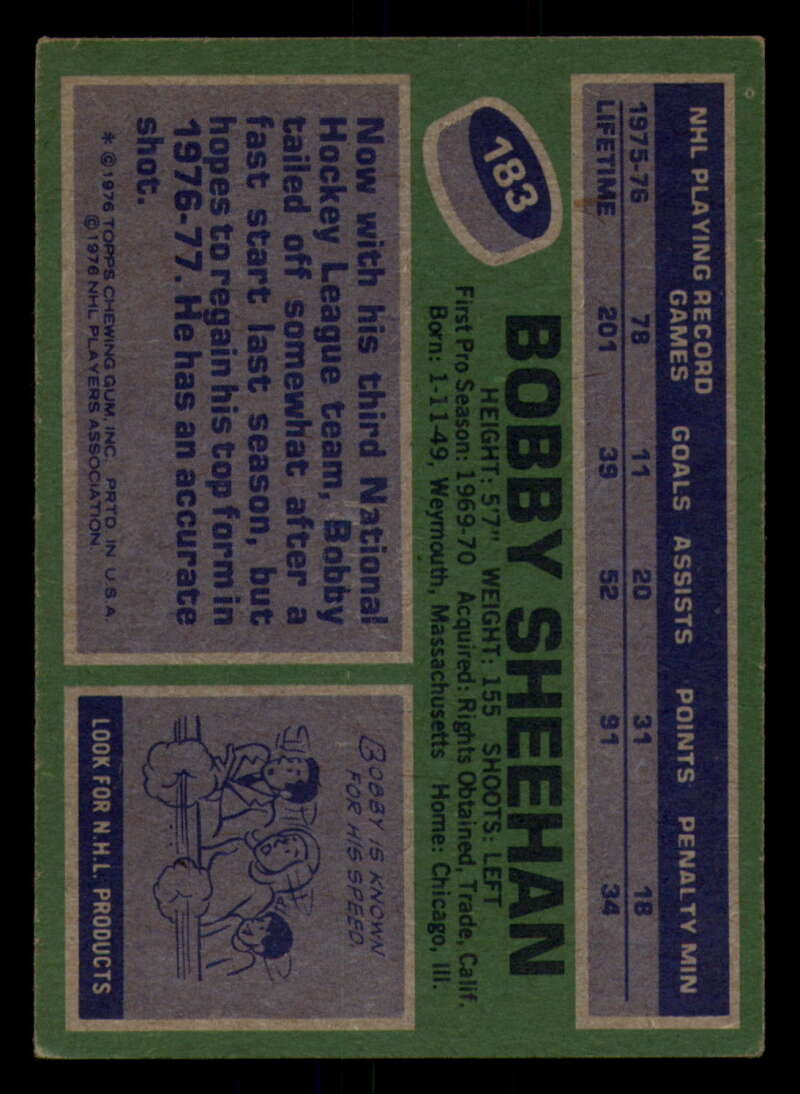 NHL PLAYING RECORD
GAMES GOALS ASSISTS POINTS PENALTY MIN
1975-76 78 11 20 31 18
LIFETIME 201 39 52 91 34
183
BOBBY SHEEHAN
HEIGHT: 5'7" WEIGHT: 155 SHOOTS: LEFT
First Pro Season: 1969-70 Acquired: Rights Obtained, Trade, Calif.
Born: 1-11-49, Weymouth, Massachusetts Home: Chicago, Ill.
Now with his third National
Hockey League team, Bobby
tailed off somewhat after a
fast start last season, but
hopes to regain his top form in
1976-77. He has an accurate
shot.
* © 1976 TOPPS CHEWING GUM, INC. PRTD. IN U.S.A.
© 1976 NHL PLAYERS ASSOCIATION
BOBBY IS KNOWN
FOR HIS SPEED
LOOK FOR N.H.L. PRODUCTS